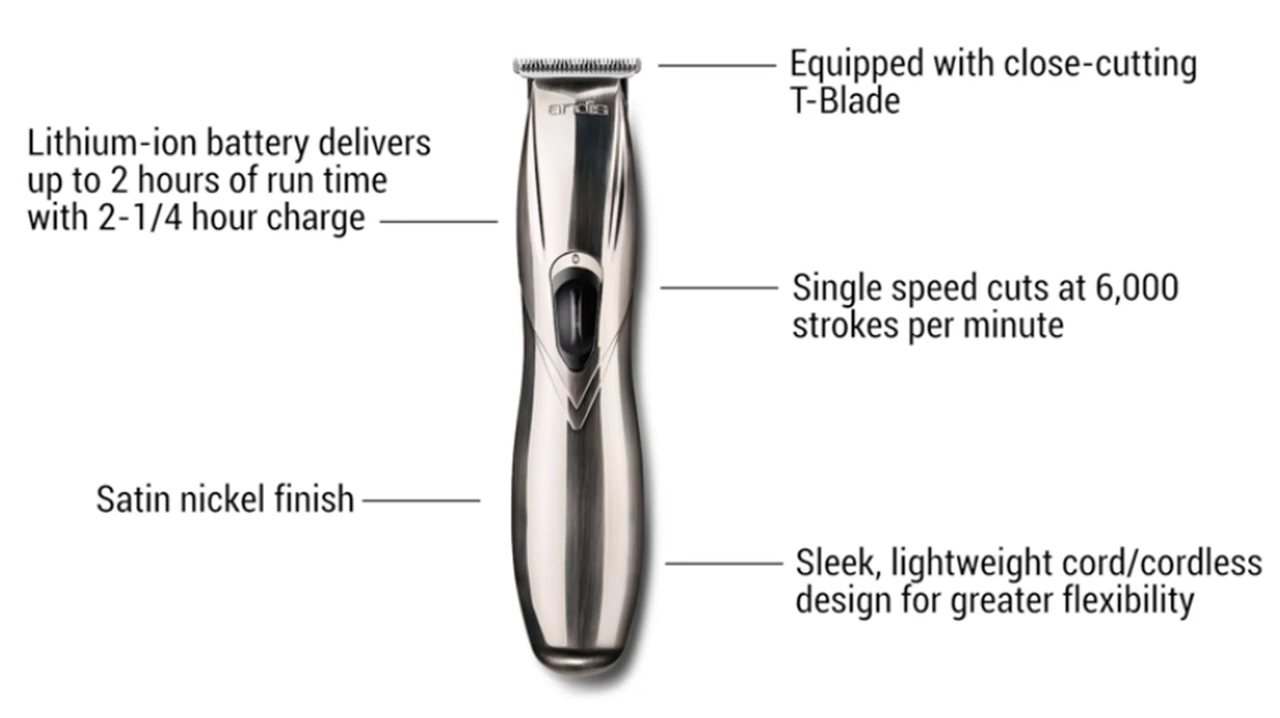 Equipped with close-cutting
T-Blade
andis
Lithium-ion battery delivers
up to 2 hours of run time
with 2-1/4 hour charge
0
Single speed cuts at 6,000
strokes per minute
Satin nickel finish
Sleek, lightweight cord/cordless
design for greater flexibility